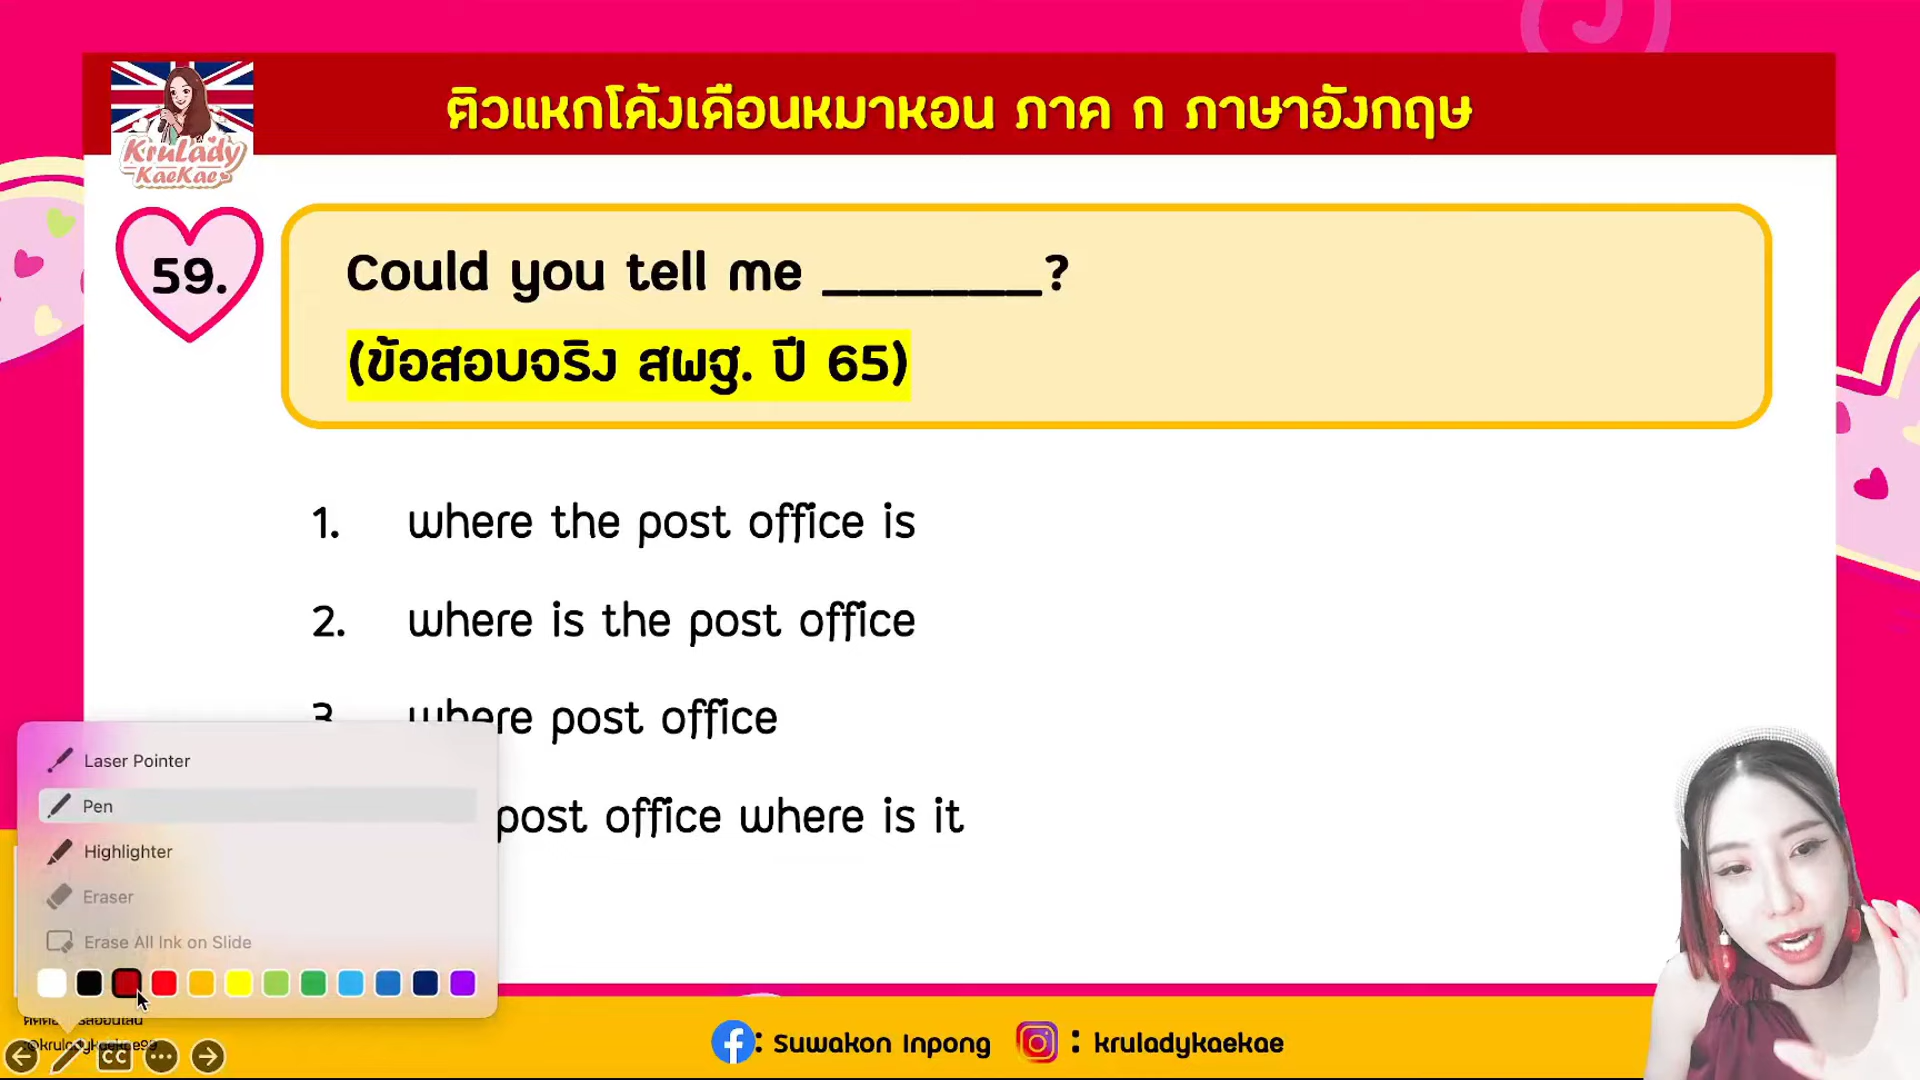 ติวแหกโค้งเดือนหมาหอน ภาค ก ภาษาอังกฤษ
KruLady
KaeKae
59.
Could you tell me ______?
(ข้อสอบจริง สพฐ. ปี 65)
1. where the post office is
2. where is the post office
3. where post office
post office where is it
Laser Pointer
Pen
Highlighter
Eraser
Erase All Ink on Slide
@kruladykaekae99
CC
: Suwakon Inpong : kruladykaekae